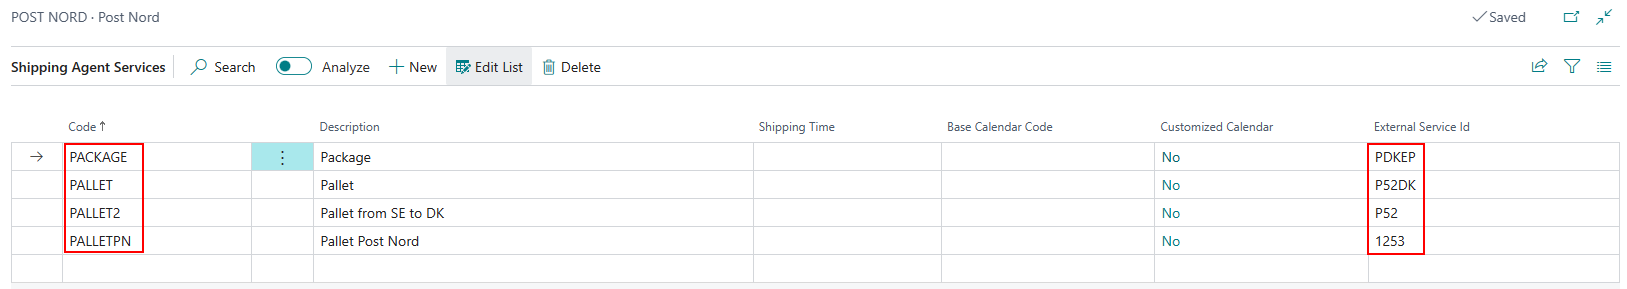 POST NORD · Post Nord
Saved
Shipping Agent Services Search Analyze New Edit List Delete
Code ↑ Description Shipping Time Base Calendar Code Customized Calendar External Service Id
PACKAGE Package No PDKEP
PALLET Pallet No P52DK
PALLET2 Pallet from SE to DK No P52
PALLETPN Pallet Post Nord No 1253